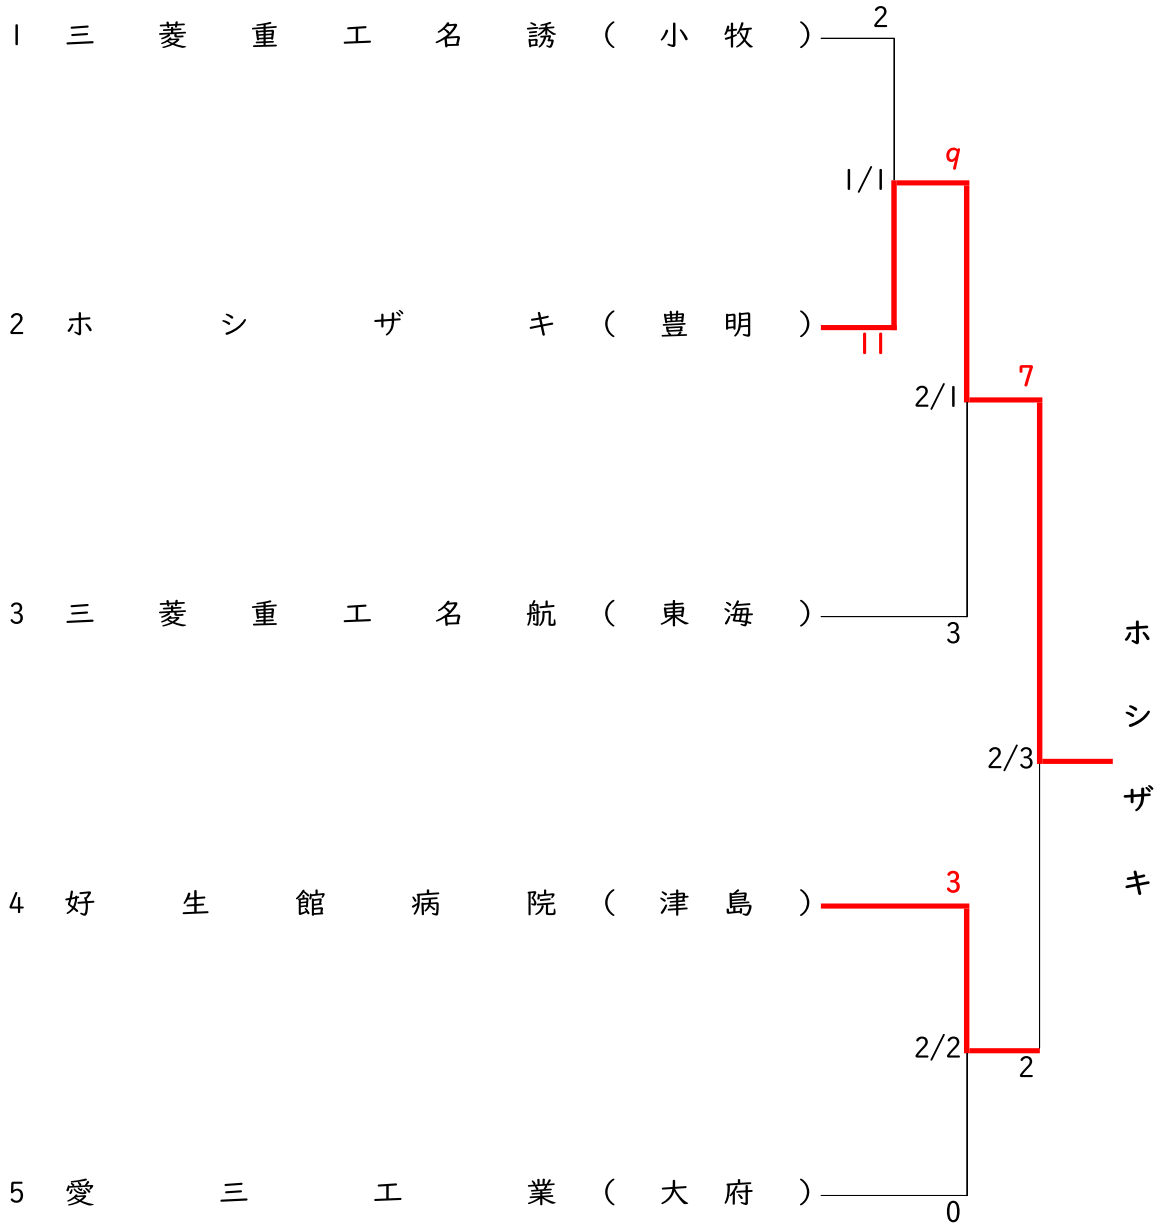 1 三菱重工名誘(小牧)
2
9
1/1
2 ホシザキ(豊明)
11
7
2/1
3 三菱重工名航(東海)
3
ホシザキ
2/3
4 好生館病院(津島)
3
2/2
2
5 愛三工業(大府)
0